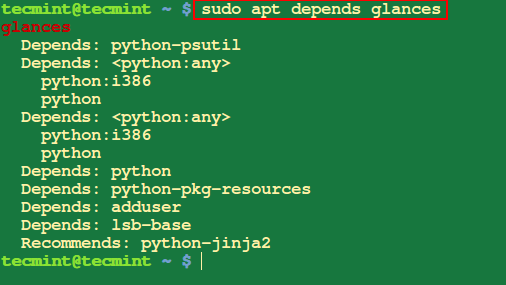 tecmint@tecmint ~ $ sudo apt depends glances
glances
  Depends: python-psutil
  Depends: <python:any>
    python:i386
    python
  Depends: <python:any>
    python:i386
    python
  Depends: python
  Depends: python-pkg-resources
  Depends: adduser
  Depends: lsb-base
  Recommends: python-jinja2
tecmint@tecmint ~ $